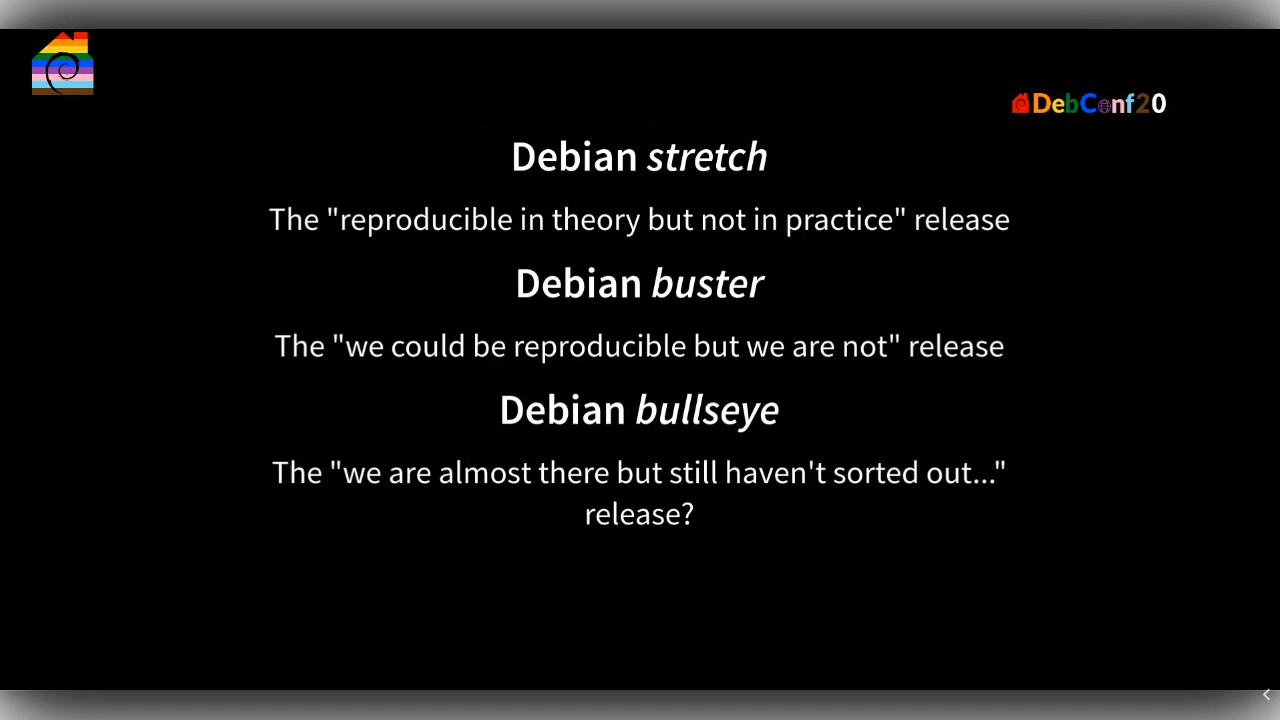 DebConf20
Debian stretch
The "reproducible in theory but not in practice" release
Debian buster
The "we could be reproducible but we are not" release
Debian bullseye
The "we are almost there but still haven't sorted out..."
release?